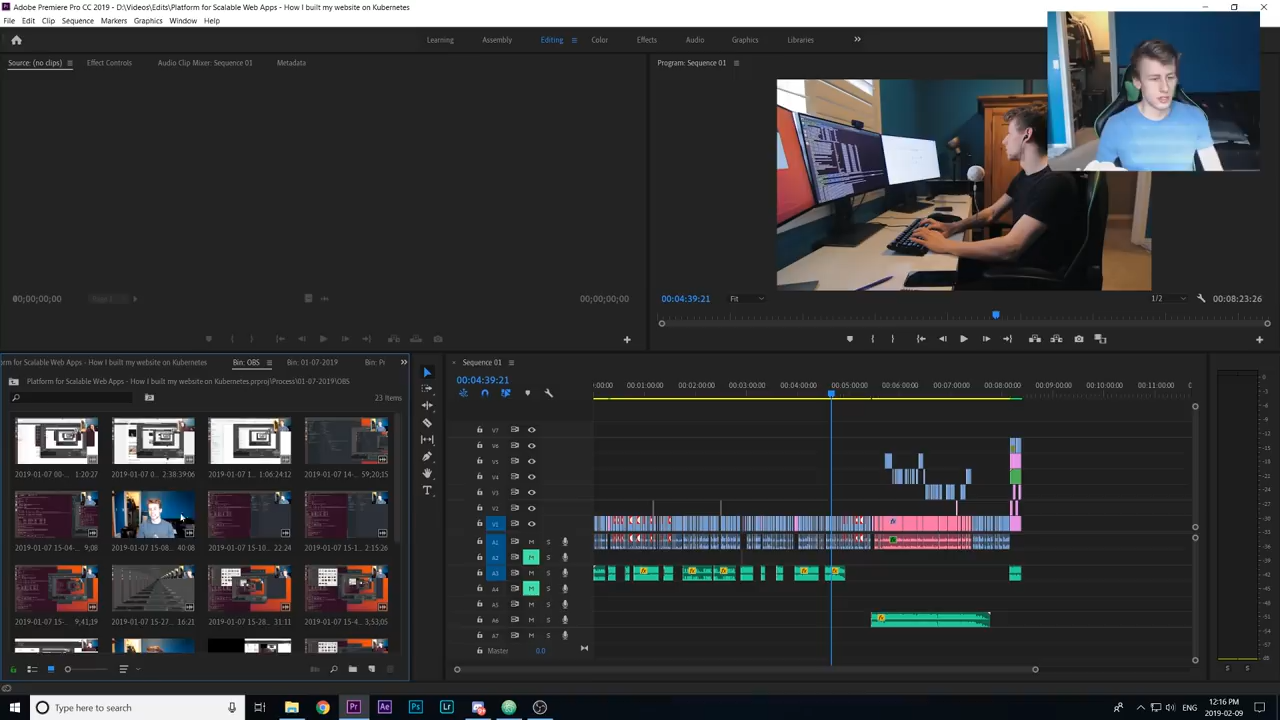 Adobe Premiere Pro CC 2019 - D:\Videos\Edits\Platform for Scalable Web Apps - How I built my website on Kubernetes
File Edit Clip Sequence Markers Graphics Window Help
Learning Assembly Editing Color Effects Audio Graphics Libraries
Source: (no clips) Effect Controls Audio Clip Mixer: Sequence 01 Metadata
Program: Sequence 01
00;00;00;00
00;00;00;00
00:04:39:21 Fit 1/2 00:08:23:26
rm for Scalable Web Apps - How I built my website on Kubernetes Bin: OBS Bin: 01-07-2019 Bin: Pr
Platform for Scalable Web Apps - How I built my website on Kubernetes.prproj\Process\01-07-2019\OBS
23 Items
2019-01-07 00-... 1:20:27 2019-01-07 0... 2:38:39:06 2019-01-07 1... 1:06:24:12 2019-01-07 14-... 59;20;15
2019-01-07 15-04-... 9;08 2019-01-07 15-08-... 40:08 2019-01-07 15-10-... 22:24 2019-01-07 15-1... 2:15:26
2019-01-07 15-... 9;41;19 2019-01-07 15-27... 16:21 2019-01-07 15-28-... 31;11 2019-01-07 15-... 3;53;05
Sequence 01
00:04:39:21
:00:00 00:01:00:00 00:02:00:00 00:03:00:00 00:04:00:00 00:05:00:00 00:06:00:00 00:07:00:00 00:08:00:00 00:09:00:00 00:10:00:00 00:11:00:00
V7
V6
V5
V4
V3
V2
V1
A1 M S
A2 M S
A3 M S
A4 M S
A5 M S
A6 M S
A7 M S
Master 0.0
S S
Type here to search
Pr Ae Ps Lr
ENG
12:16 PM
2019-02-09